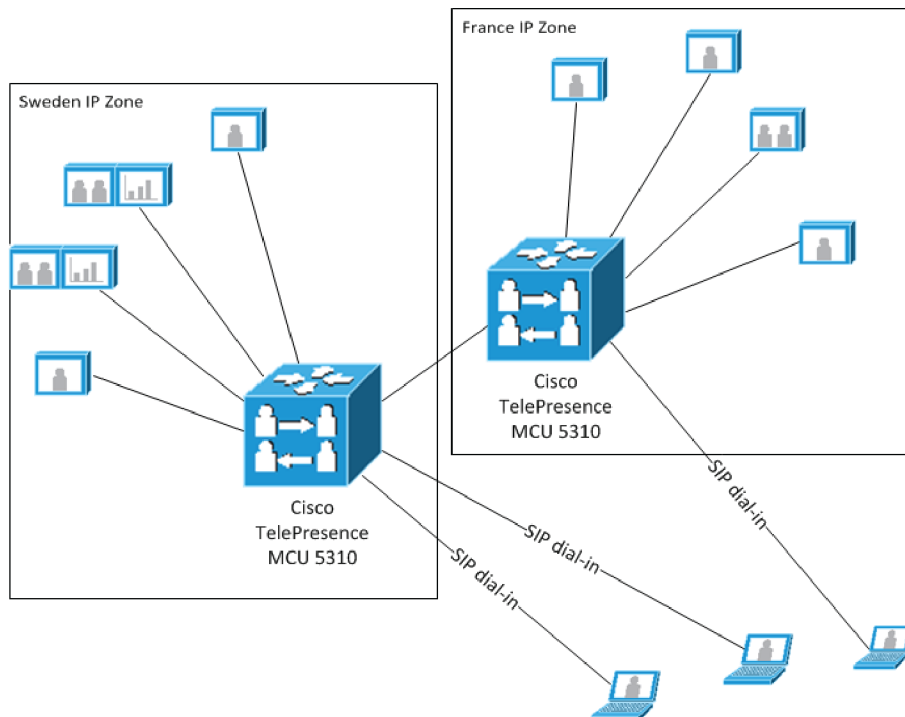 France IP Zone
Sweden IP Zone
Cisco
TelePresence
MCU 5310
Cisco
TelePresence
MCU 5310
SIP dial-in
SIP dial-in
SIP dial-in